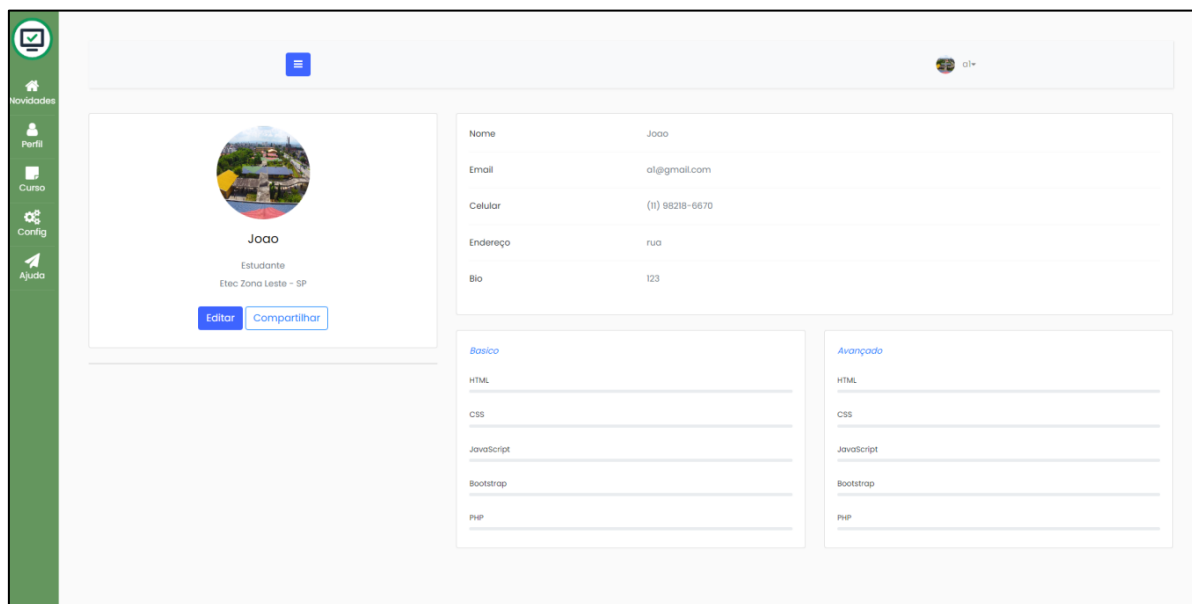 Novidades
Perfil
Curso
Config
Ajuda
a1
Joao
Estudante
Etec Zona Leste - SP
Editar Compartilhar
Nome Joao
Email a1@gmail.com
Celular (11) 98218-6670
Endereço rua
Bio 123
Basico
HTML
CSS
JavaScript
Bootstrap
PHP
Avançado
HTML
CSS
JavaScript
Bootstrap
PHP